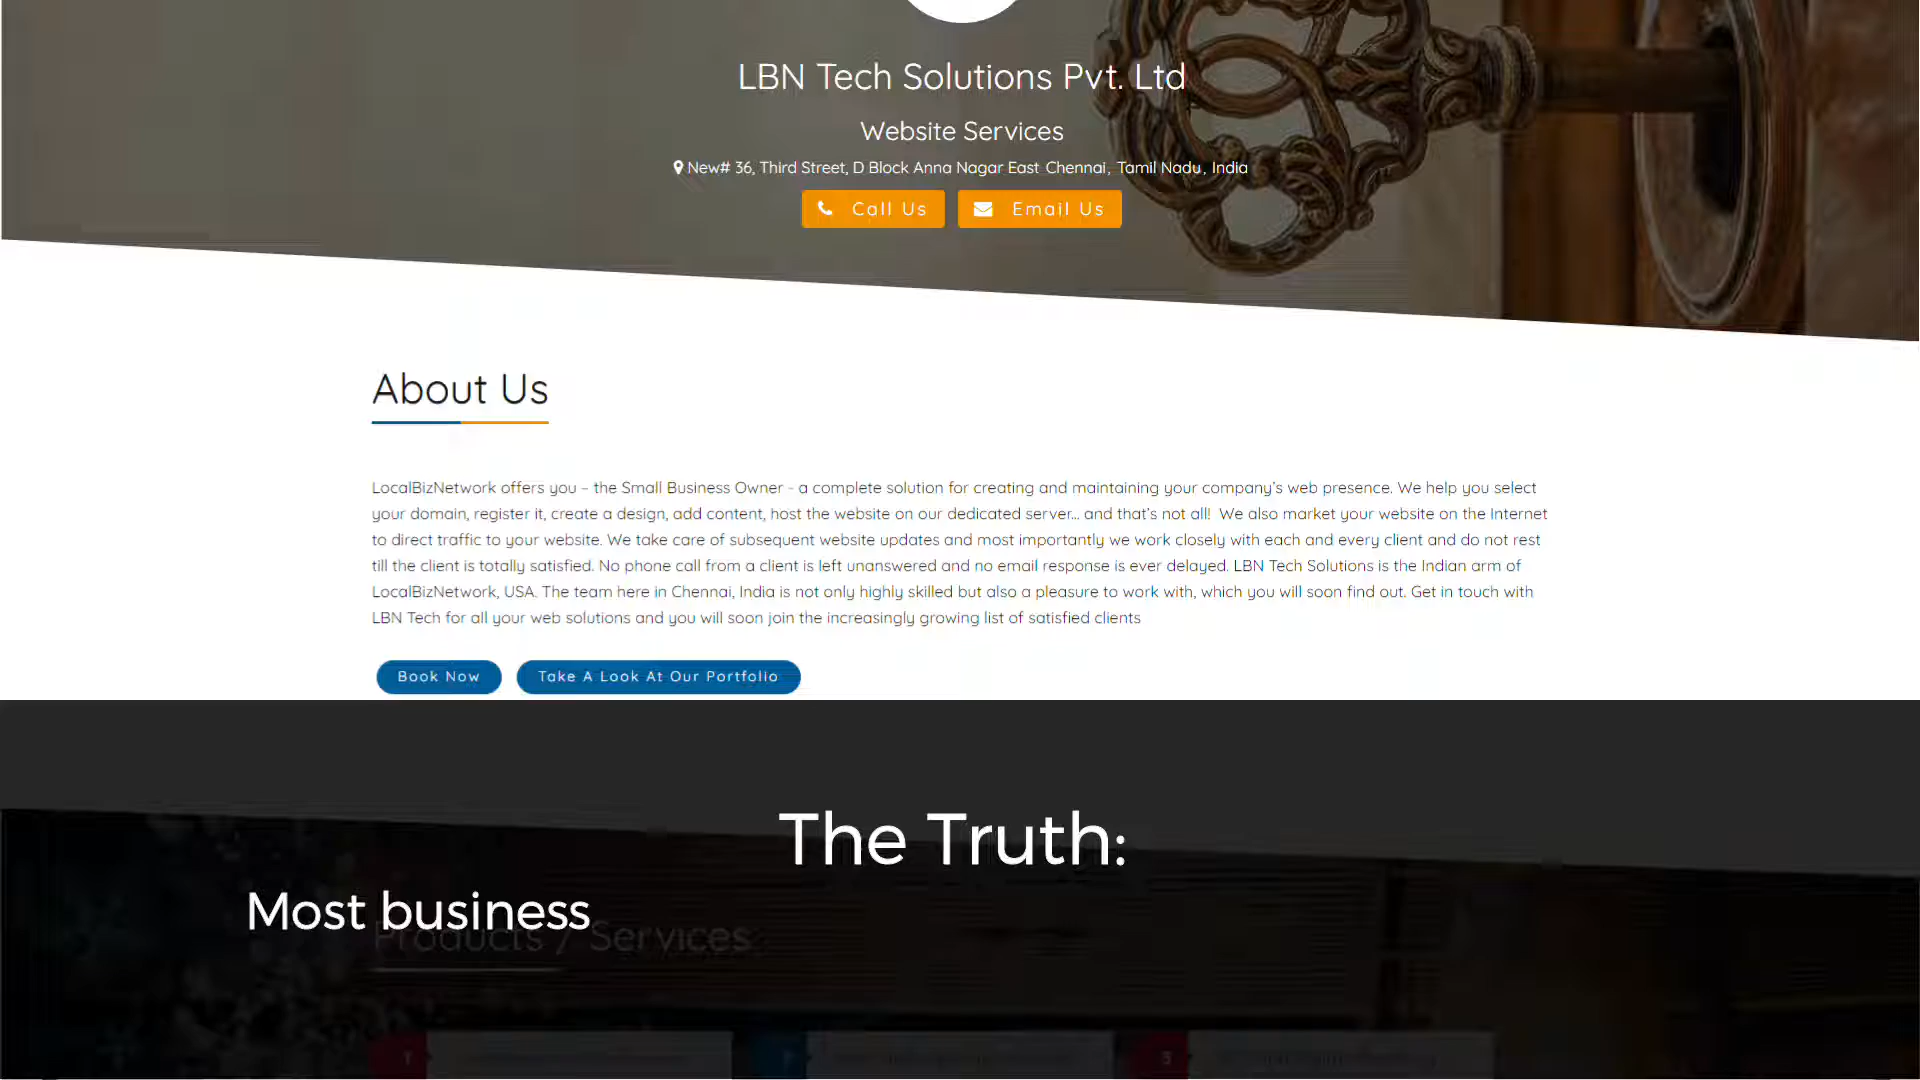 LBN Tech Solutions Pvt. Ltd
Website Services
New# 36, Third Street, D Block Anna Nagar East Chennai, Tamil Nadu, India
Call Us
Email Us
About Us
LocalBizNetwork offers you – the Small Business Owner - a complete solution for creating and maintaining your company's web presence. We help you select
your domain, register it, create a design, add content, host the website on our dedicated server... and that's not all! We also market your website on the Internet
to direct traffic to your website. We take care of subsequent website updates and most importantly we work closely with each and every client and do not rest
till the client is totally satisfied. No phone call from a client is left unanswered and no email response is ever delayed. LBN Tech Solutions is the Indian arm of
LocalBizNetwork, USA. The team here in Chennai, India is not only highly skilled but also a pleasure to work with, which you will soon find out. Get in touch with
LBN Tech for all your web solutions and you will soon join the increasingly growing list of satisfied clients
Book Now
Take A Look At Our Portfolio
The Truth:
Most business
Products / Services